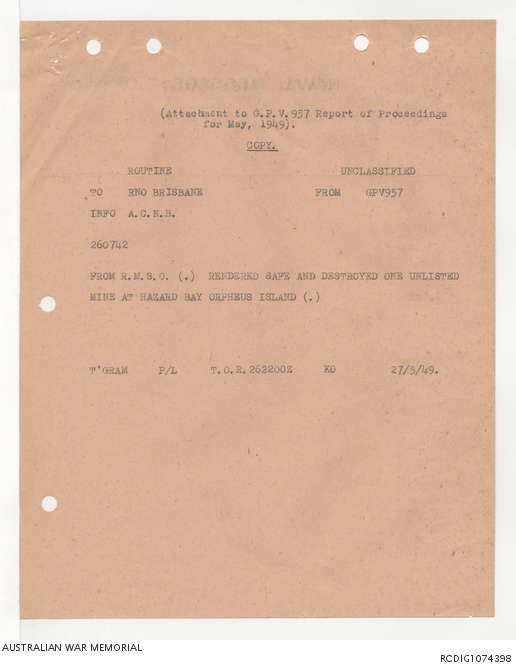 (Attachment to G.P.V.957 Report of Proceedings
for May, 1949).
COPY.
ROUTINE UNCLASSIFIED
TO RNO BRISBANE FROM GPV957
INFO A.C.N.B.
260742
FROM R.M.S.O. (.) RENDERED SAFE AND DESTROYED ONE UNLISTED
MINE AT HAZARD BAY ORPHEUS ISLAND (.)
T'GRAM P/L T.O.R. 262200Z KO 27/5/49.
AUSTRALIAN WAR MEMORIAL RCDIG1074398